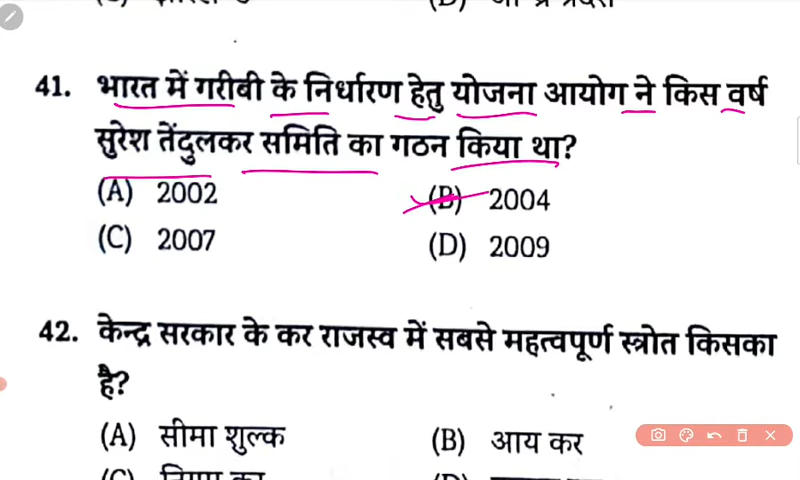 41. भारत में गरीबी के निर्धारण हेतु योजना आयोग ने किस वर्ष
सुरेश तेंदुलकर समिति का गठन किया था?
(A) 2002 (B) 2004
(C) 2007 (D) 2009
42. केन्द्र सरकार के कर राजस्व में सबसे महत्वपूर्ण स्त्रोत किसका
है?
(A) सीमा शुल्क (B) आय कर